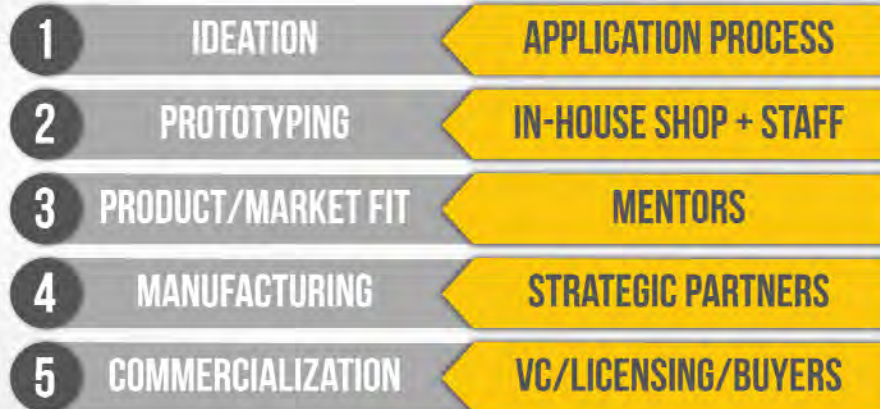 1 IDEATION APPLICATION PROCESS
2 PROTOTYPING IN-HOUSE SHOP + STAFF
3 PRODUCT/MARKET FIT MENTORS
4 MANUFACTURING STRATEGIC PARTNERS
5 COMMERCIALIZATION VC/LICENSING/BUYERS